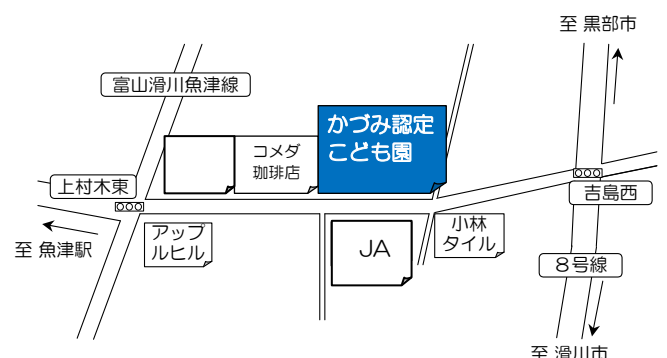 至 黒部市
富山滑川魚津線
かづみ認定
こども園
コメダ
珈琲店
上村木東
吉島西
アップ
ルヒル
小林
タイル
至 魚津駅
JA
8号線
至 滑川市